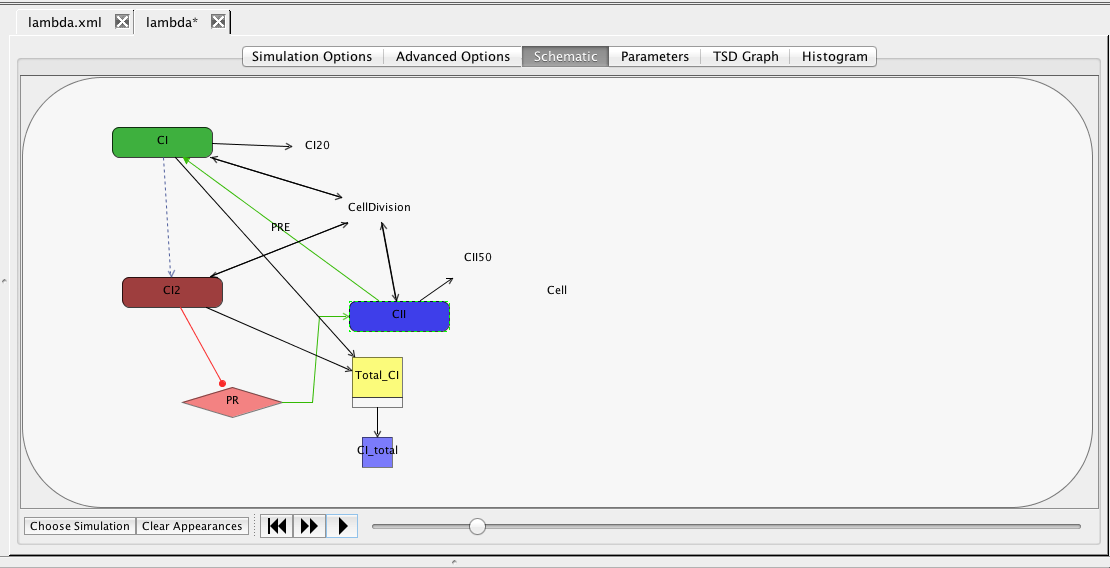 lambda.xml lambda*
Simulation Options Advanced Options Schematic Parameters TSD Graph Histogram
CI
CI20
CellDivision
PRE
CII50
CI2
Cell
CII
Total_CI
PR
CI_total
Choose Simulation Clear Appearances